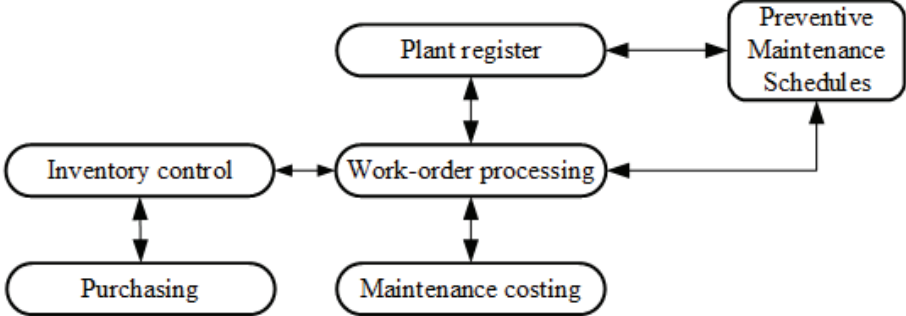 Plant register
Preventive
Maintenance
Schedules
Inventory control
Work-order processing
Purchasing
Maintenance costing